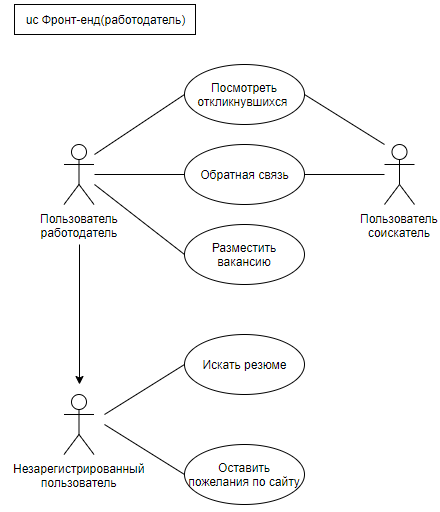 uc Фронт-енд(работодатель)
Посмотреть
откликнувшихся
Обратная связь
Пользователь
работодатель
Пользователь
соискатель
Разместить
вакансию
Искать резюме
Незарегистрированный
пользователь
Оставить
пожелания по сайту